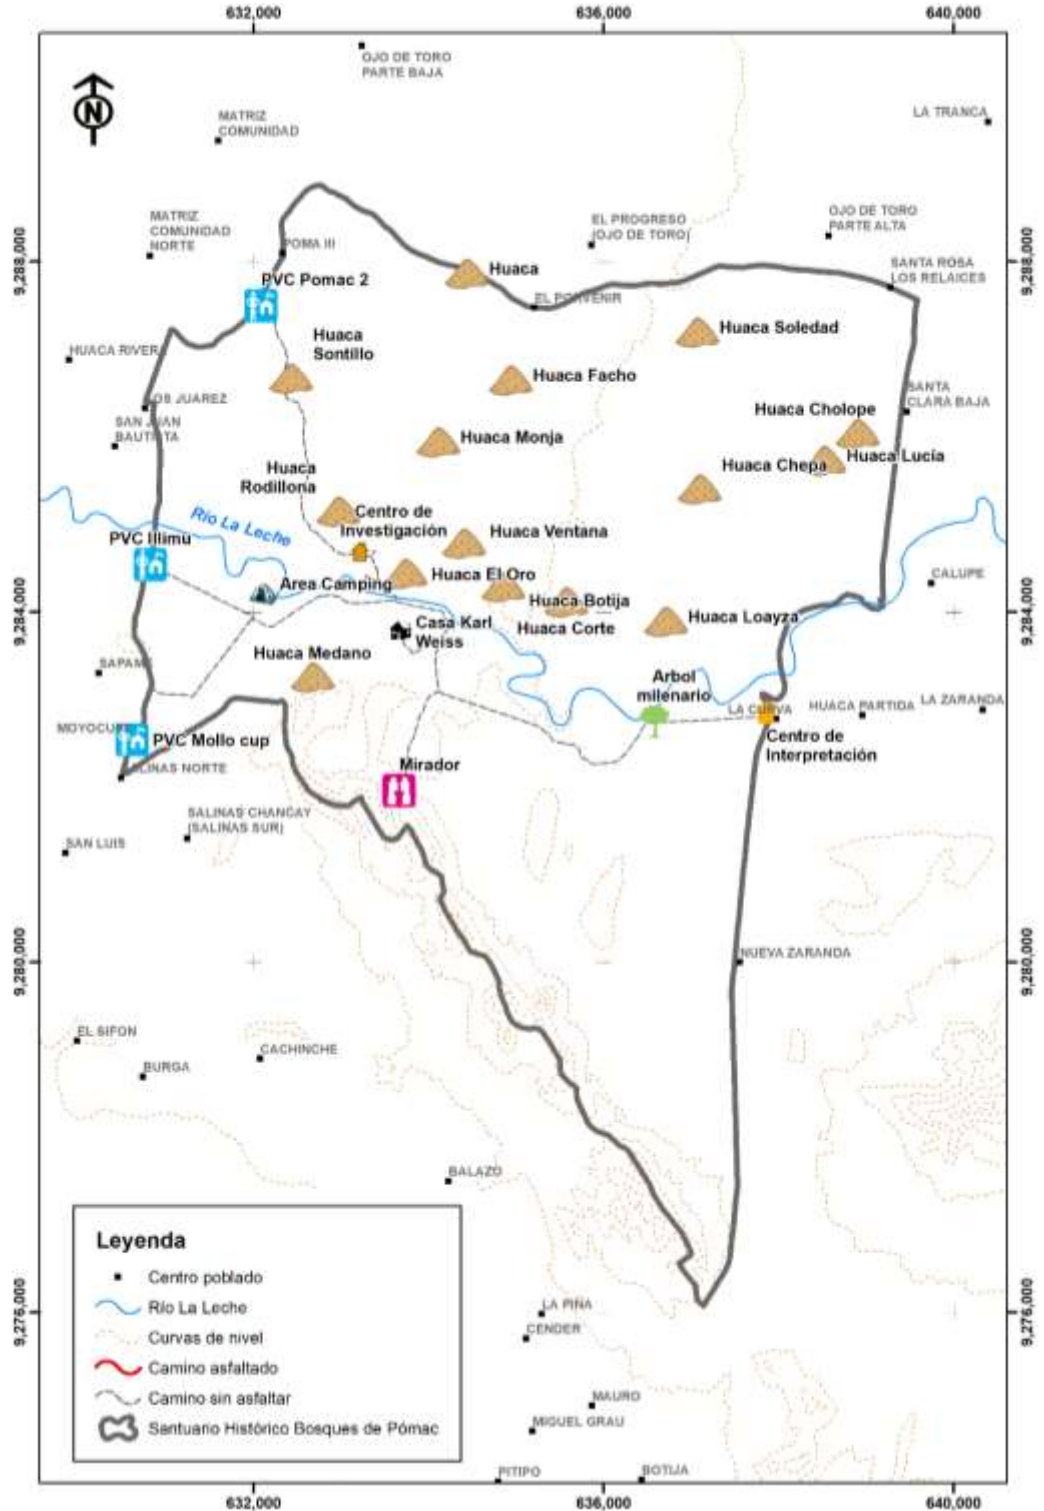 632,000
636,000
640,000
OJO DE TORO
PARTE BAJA
N
MATRIZ
COMUNIDAD
LA TRANCA
MATRIZ
COMUNIDAD
NORTE
EL PROGRESO
(OJO DE TORO)
OJO DE TORO
PARTE ALTA
POMA III
9,288,000
9,288,000
SANTA ROSA
LOS RELAICES
PVC Pomac 2
Huaca
EL PORVENIR
Huaca Soledad
Huaca
Sontillo
HUACA RIVERA
Huaca Facho
LOS JUAREZ
SANTA
CLARA BAJA
SAN JUAN
BAUTISTA
Huaca Cholope
Huaca Monja
Huaca Lucía
Huaca Chepa
Huaca
Rodillona
Centro de
Investigación
Río La Leche
PVC Illimu
Huaca Ventana
Huaca El Oro
Area Camping
CALUPE
Huaca Botija
9,284,000
9,284,000
Huaca Corte
Huaca Loayza
Casa Karl
Weiss
Huaca Medano
SAPAME
Arbol
milenario
LA CURVA
HUACA PARTIDA
LA ZARANDA
MOYOCUPE
PVC Mollo cup
Centro de
Interpretación
SALINAS NORTE
Mirador
SALINAS CHANCAY
(SALINAS SUR)
SAN LUIS
NUEVA ZARANDA
9,280,000
9,280,000
EL SIFON
CACHINCHE
BURGA
BALAZO
Leyenda
Centro poblado
Río La Leche
Curvas de nivel
Camino asfaltado
Camino sin asfaltar
Santuario Histórico Bosques de Pómac
LA PIÑA
CENDER
9,276,000
9,276,000
MAURO
MIGUEL GRAU
PITIPO
BOTIJA
632,000
636,000
640,000